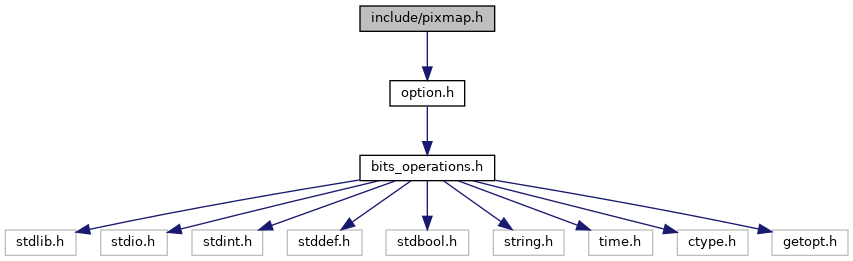 include/pixmap.h
option.h
bits_operations.h
stdlib.h
stdio.h
stdint.h
stddef.h
stdbool.h
string.h
time.h
ctype.h
getopt.h